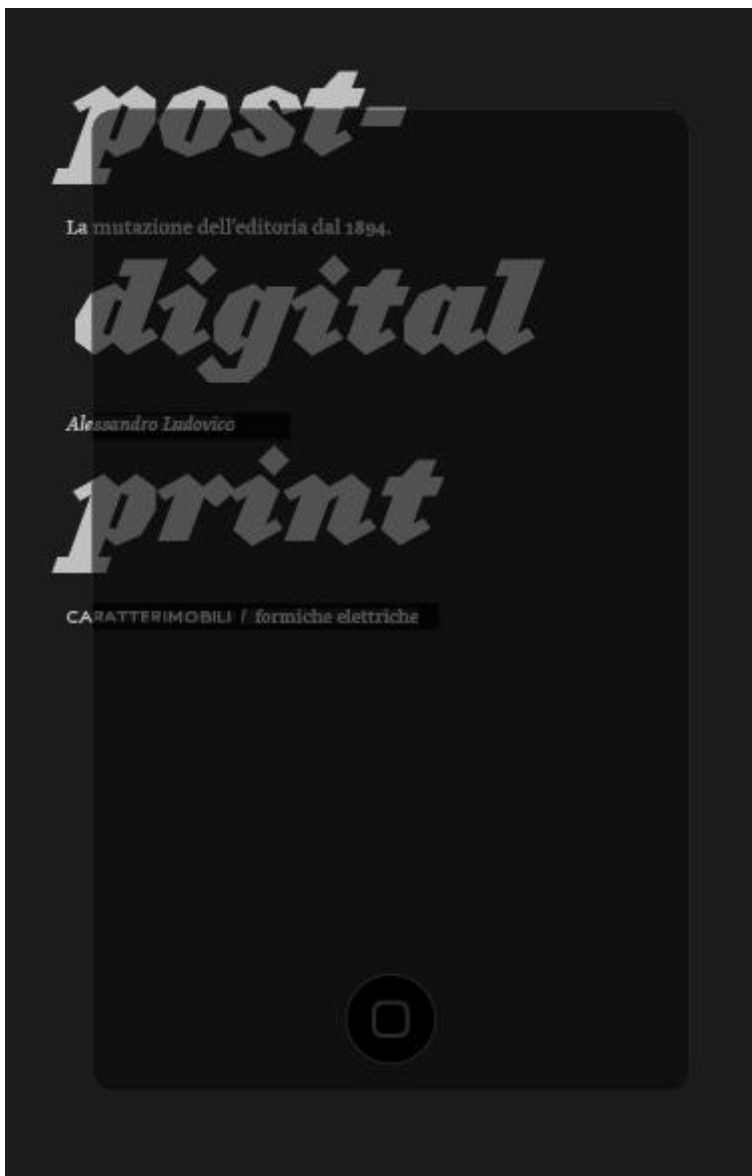 post-
La mutazione dell'editoria dal 1894.
digital
Alessandro Ludovico
print
CARATTERIMOBILI / formiche elettriche